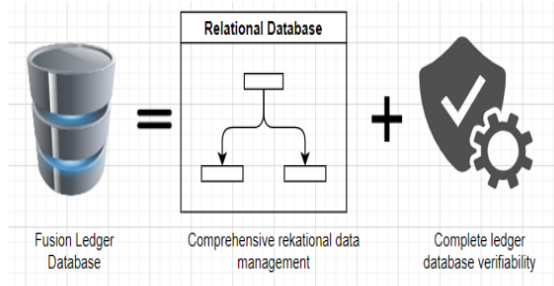 Relational Database
Fusion Ledger
Database
Comprehensive rekational data
management
Complete ledger
database verifiability